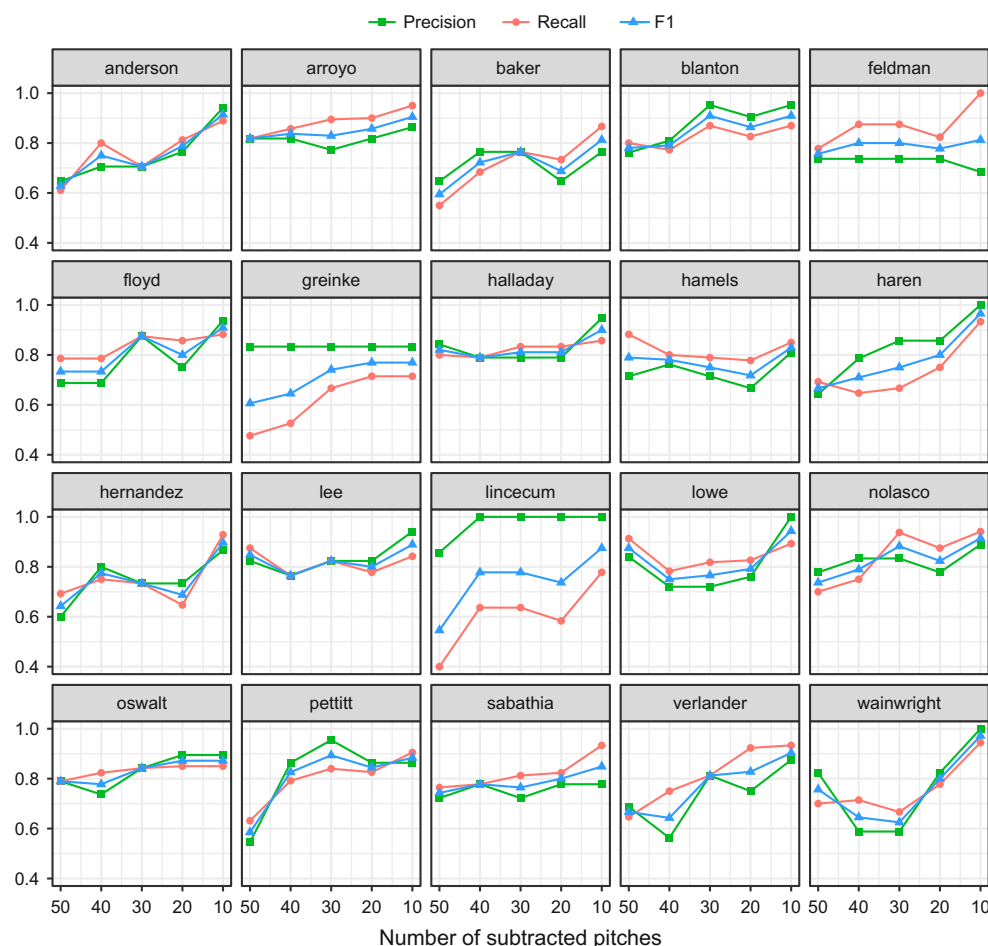 Precision Recall F1
anderson arroyo baker blanton feldman
1.0
0.8
0.6
0.4
floyd greinke halladay hamels haren
1.0
0.8
0.6
0.4
hernandez lee lincecum lowe nolasco
1.0
0.8
0.6
0.4
oswalt pettitt sabathia verlander wainwright
1.0
0.8
0.6
0.4
50 40 30 20 10 50 40 30 20 10 50 40 30 20 10 50 40 30 20 10 50 40 30 20 10
Number of subtracted pitches